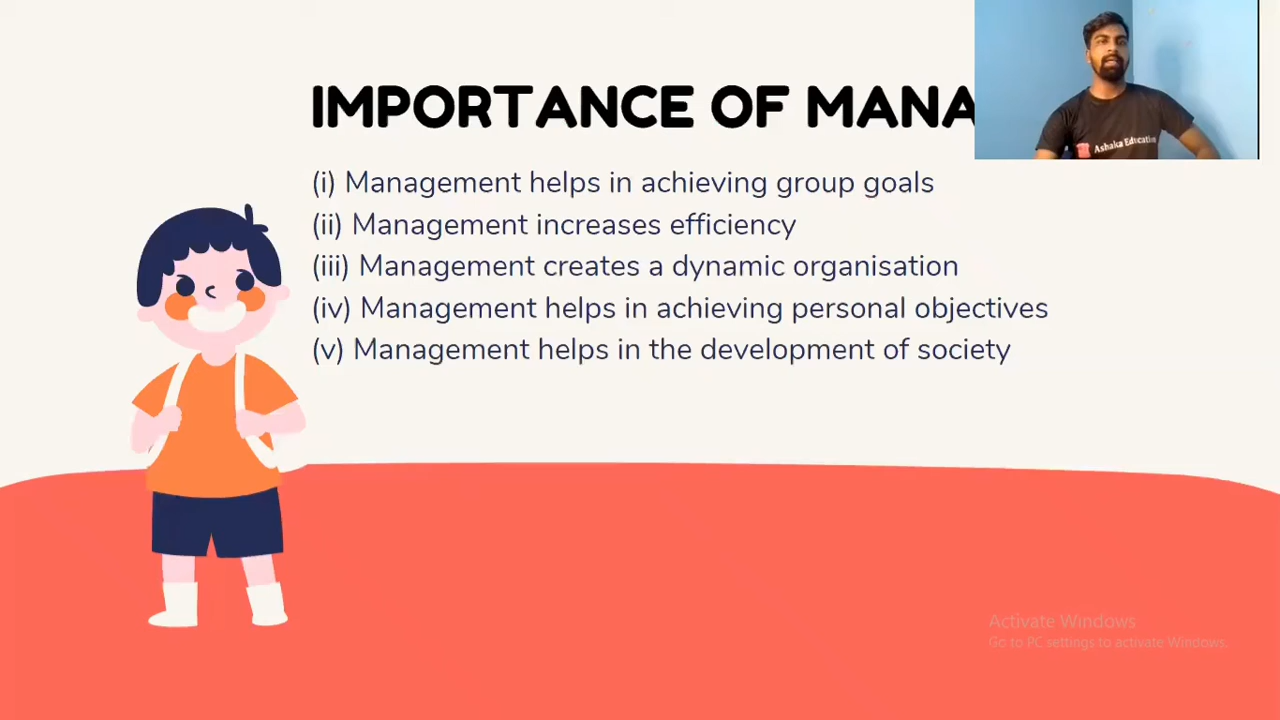 IMPORTANCE OF MANA
(i) Management helps in achieving group goals
(ii) Management increases efficiency
(iii) Management creates a dynamic organisation
(iv) Management helps in achieving personal objectives
(v) Management helps in the development of society
Ashaka Education
Activate Windows
Go to PC settings to activate Windows.